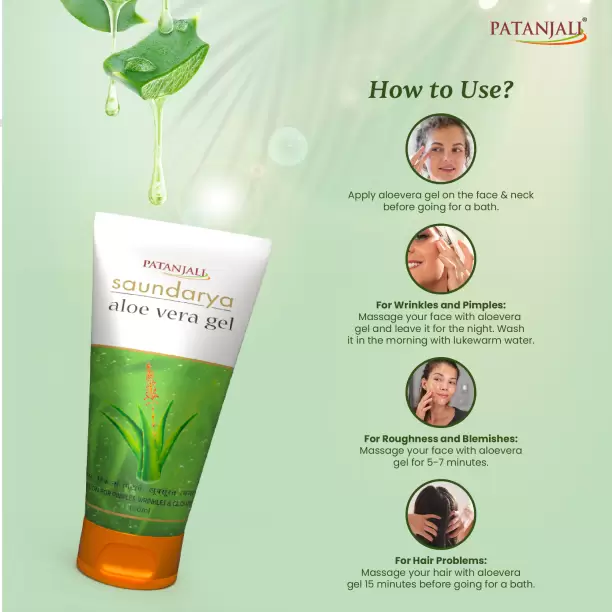 PATANJALI®
How to Use?
Apply aloevera gel on the face & neck
before going for a bath.
For Wrinkles and Pimples:
Massage your face with aloevera
gel and leave it for the night. Wash
it in the morning with lukewarm water.
For Roughness and Blemishes:
Massage your face with aloevera
gel for 5-7 minutes.
For Hair Problems:
Massage your hair with aloevera
gel 15 minutes before going for a bath.
PATANJALI
saundarya
aloe vera gel
WRINKLES &